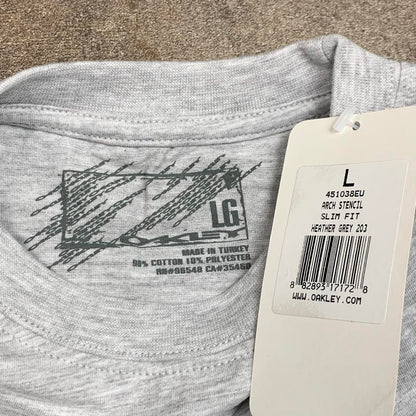 LG
OAKLEY
MADE IN TURKEY
90% COTTON 10% POLYESTER
RN#96548 CA#35460
L
451038EU
ARCH STENCIL
SLIM FIT
HEATHER GREY 203
8 82893 17172 8
WWW.OAKLEY.COM